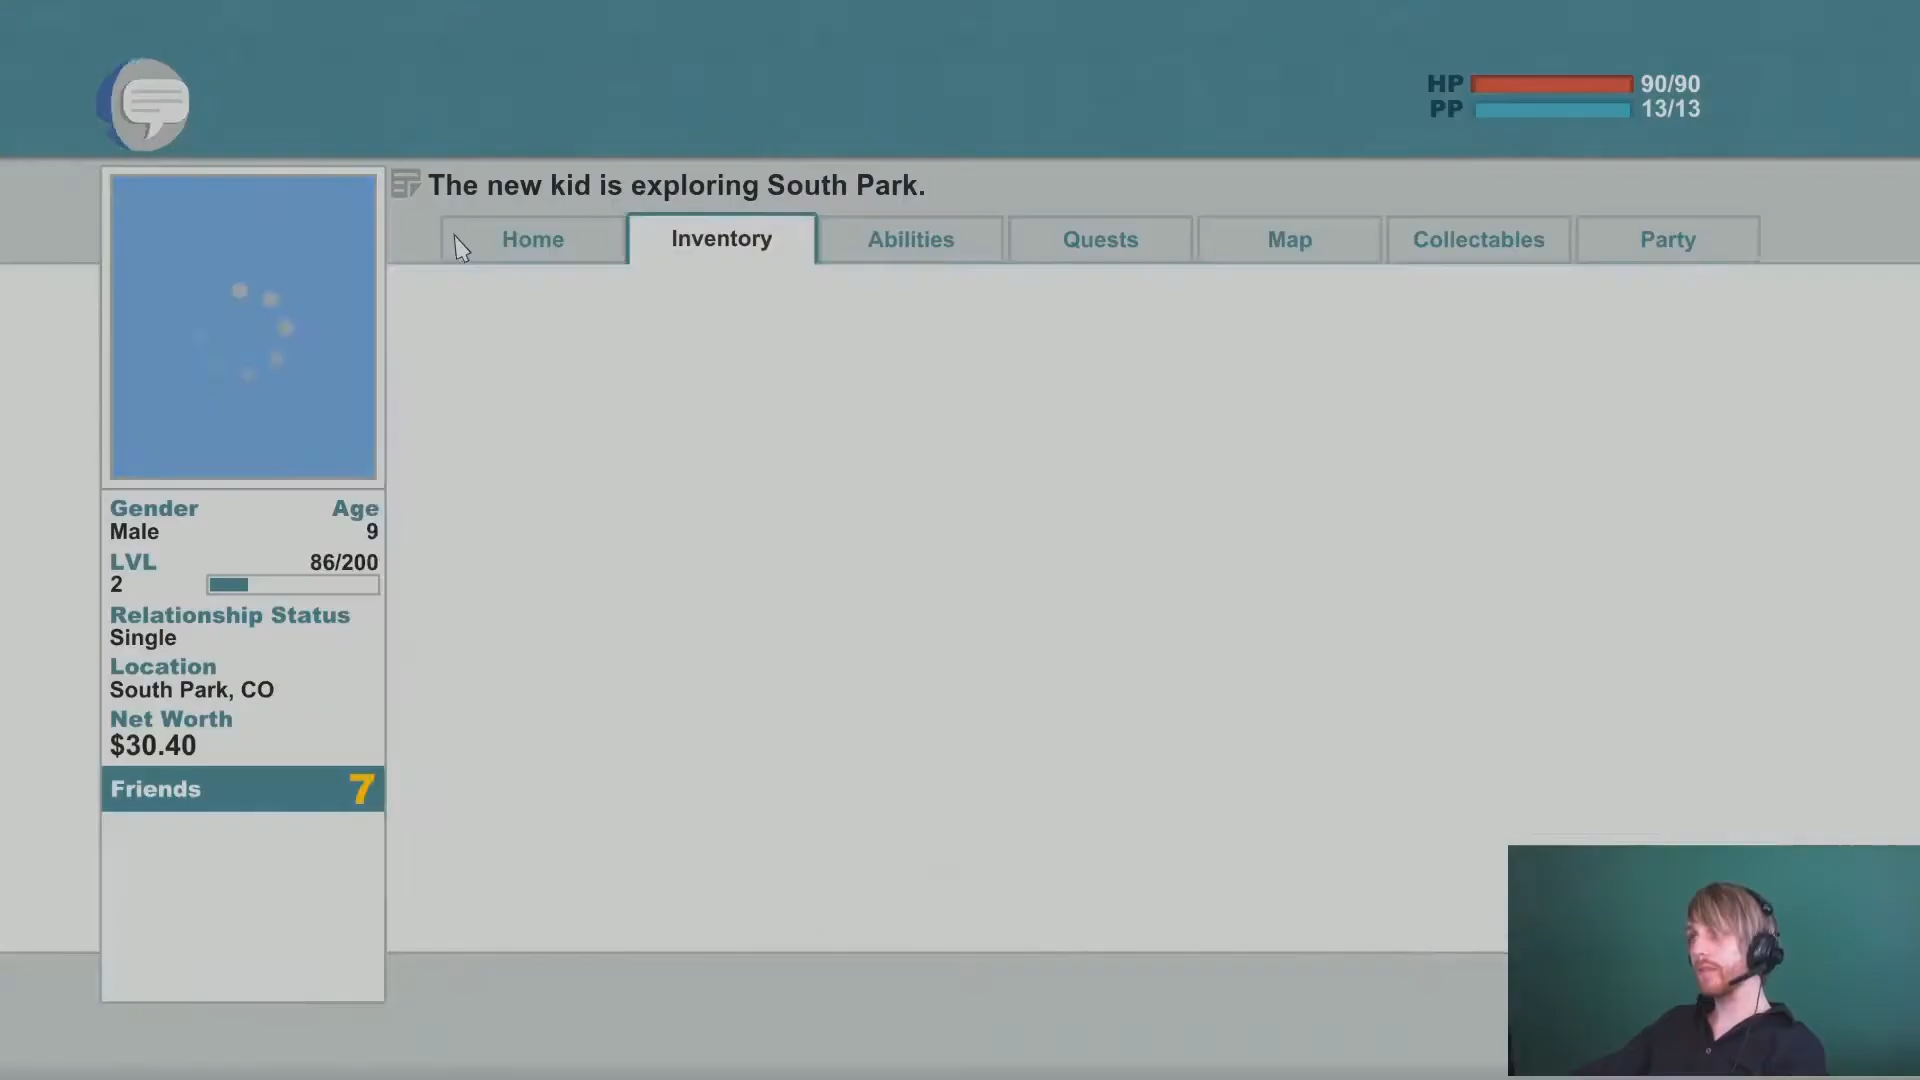 HP 90/90
PP 13/13
The new kid is exploring South Park.
Home Inventory Abilities Quests Map Collectables Party
Gender Age
Male 9
LVL 86/200
2
Relationship Status
Single
Location
South Park, CO
Net Worth
$30.40
Friends 7